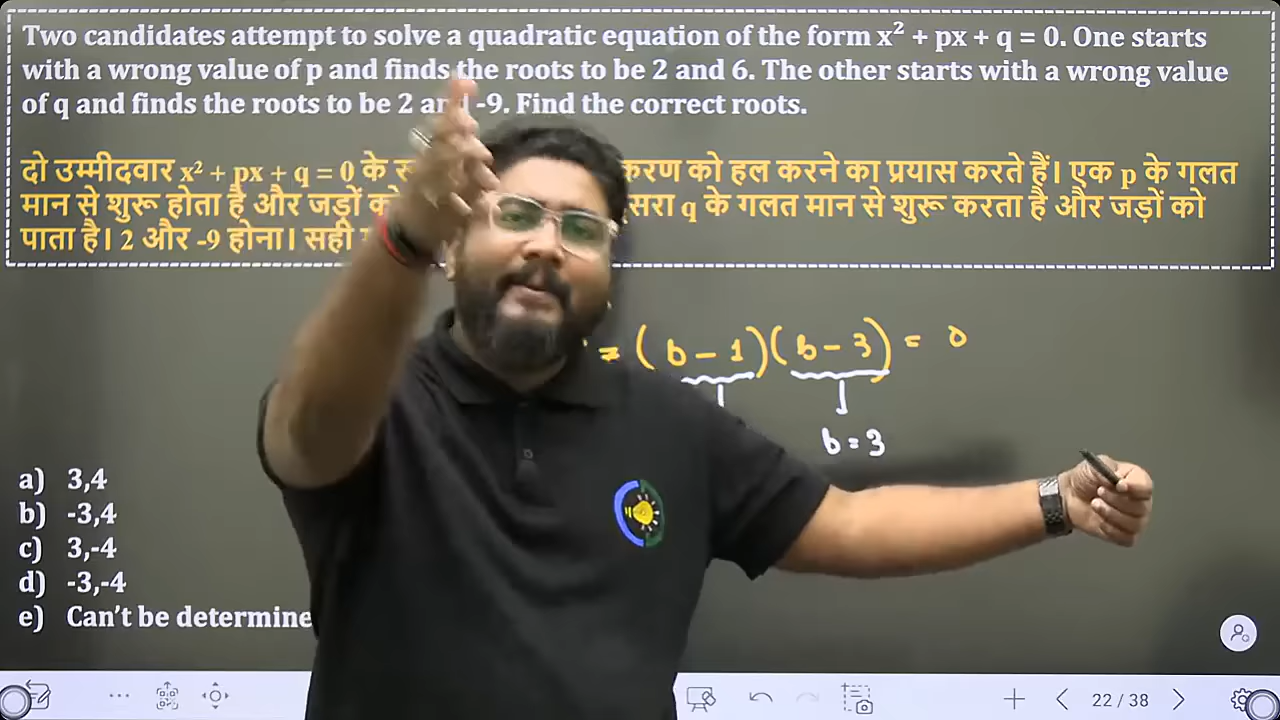 Two candidates attempt to solve a quadratic equation of the form x² + px + q = 0. One starts
with a wrong value of p and finds the roots to be 2 and 6. The other starts with a wrong value
of q and finds the roots to be 2 and -9. Find the correct roots.
दो उम्मीदवार x² + px + q = 0 के करण को हल करने का प्रयास करते हैं। एक p के गलत
मान से शुरू होता है और जड़ों को सरा q के गलत मान से शुरू करता है और जड़ों को
पाता है। 2 और -9 होना। सही
= (b - 1)(b - 3) = 0
b = 3
a) 3,4
b) -3,4
c) 3,-4
d) -3,-4
e) Can't be determine
22 / 38